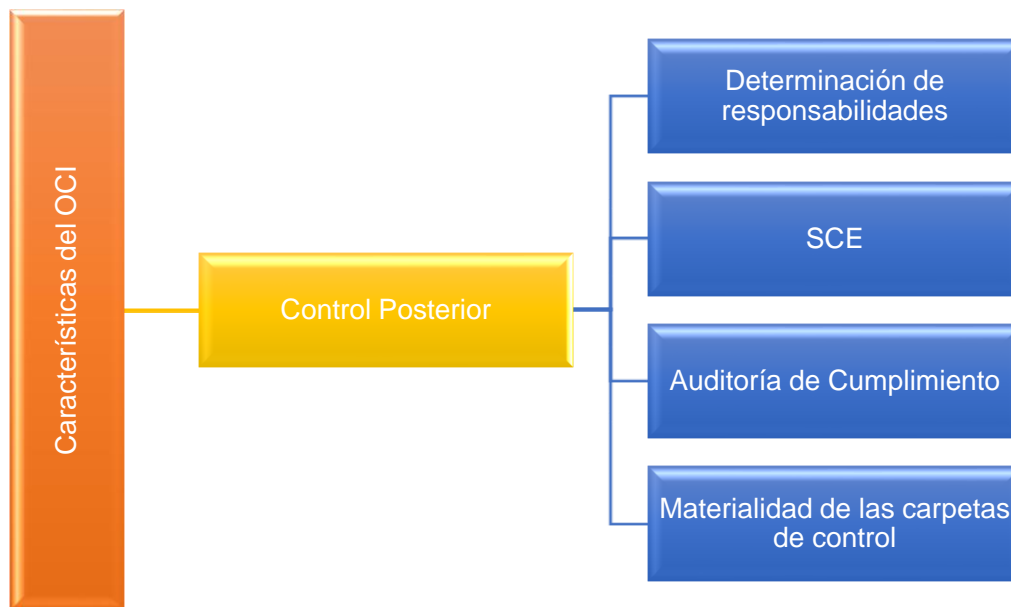 Características del OCI
Control Posterior
Determinación de
responsabilidades
SCE
Auditoría de Cumplimiento
Materialidad de las carpetas
de control